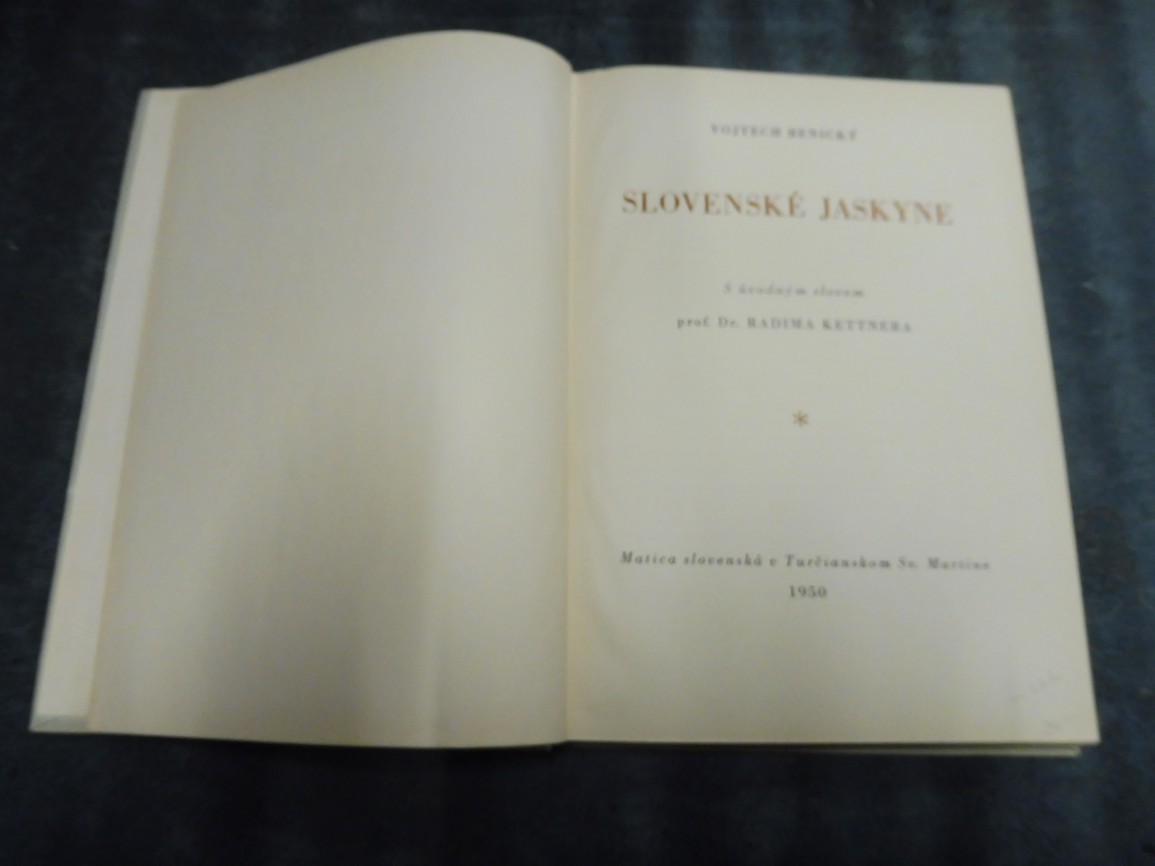 VOJTECH BENICKÝ
SLOVENSKÉ JASKYNE
S úvodným slovom
prof. Dr. RADIMA KETTNERA
*
Matica slovenská v Turčianskom Sv. Martine
1950